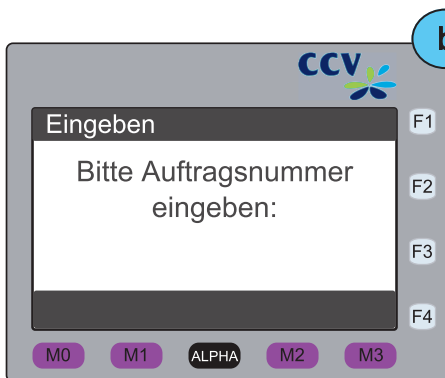 b
CCV
Eingeben
F1
Bitte Auftragsnummer
eingeben:
F2
F3
F4
M0 M1 ALPHA M2 M3